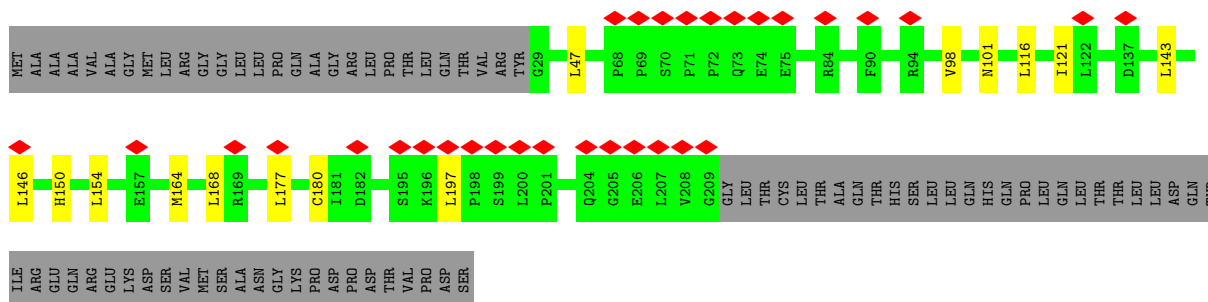 MET ALA ALA ALA VAL ALA GLY MET LEU ARG GLY GLY LEU LEU PRO GLN ALA GLY ARG LEU PRO THR LEU GLN THR VAL ARG TYR G29 L47 P68 P69 S70 P71 P72 Q73 E74 E75 R84 F90 R94 V98 N101 L116 I121 L122 D137 L143
L146 H150 L154 E157 M164 L168 R169 L177 C180 I181 D182 S195 K196 L197 P198 S199 L200 P201 Q204 G205 E206 L207 V208 G209 GLY LEU THR CYS LEU THR ALA GLN THR HIS SER LEU LEU GLN HIS GLN PRO LEU GLN LEU THR THR LEU LEU ASP GLN
ILE ARG GLU GLN ARG GLU LYS ASP SER VAL MET SER ALA ASN GLY LYS PRO ASP PRO ASP THR VAL PRO ASP SER